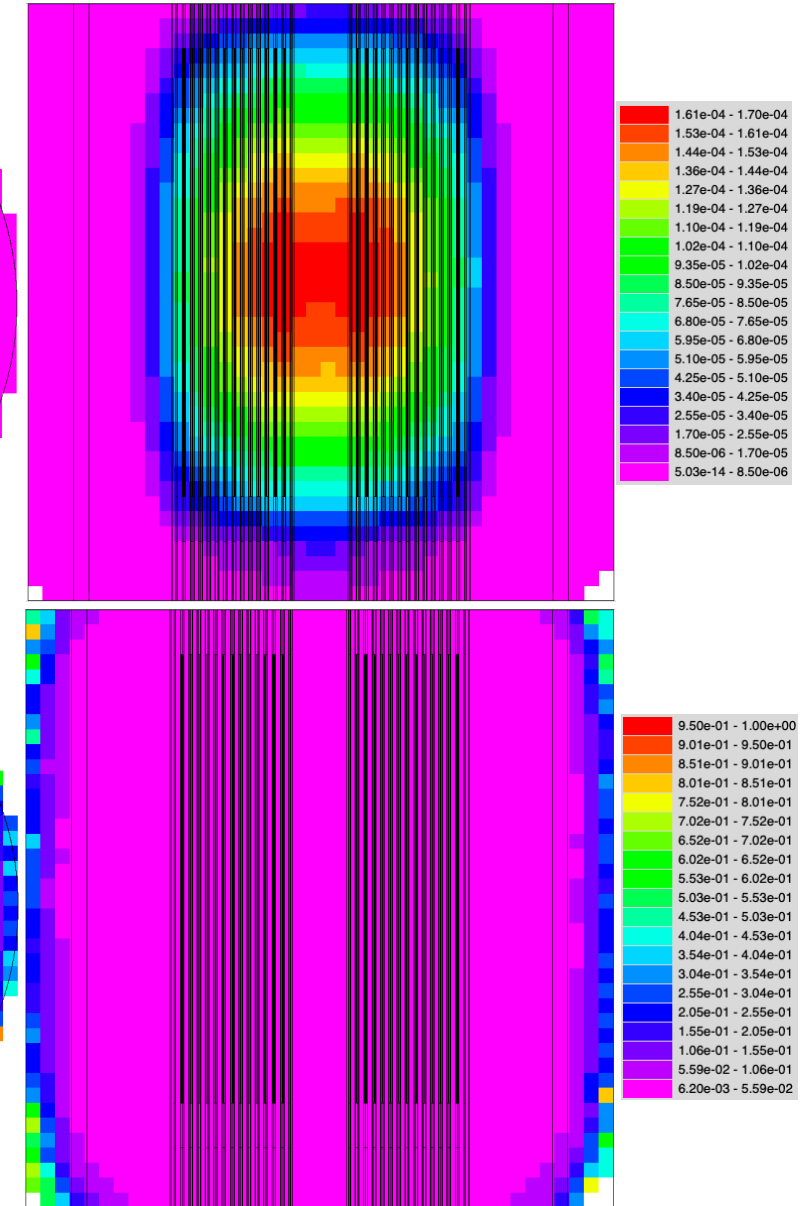 1.61e-04 - 1.70e-04
1.53e-04 - 1.61e-04
1.44e-04 - 1.53e-04
1.36e-04 - 1.44e-04
1.27e-04 - 1.36e-04
1.19e-04 - 1.27e-04
1.10e-04 - 1.19e-04
1.02e-04 - 1.10e-04
9.35e-05 - 1.02e-04
8.50e-05 - 9.35e-05
7.65e-05 - 8.50e-05
6.80e-05 - 7.65e-05
5.95e-05 - 6.80e-05
5.10e-05 - 5.95e-05
4.25e-05 - 5.10e-05
3.40e-05 - 4.25e-05
2.55e-05 - 3.40e-05
1.70e-05 - 2.55e-05
8.50e-06 - 1.70e-05
5.03e-14 - 8.50e-06
9.50e-01 - 1.00e+00
9.01e-01 - 9.50e-01
8.51e-01 - 9.01e-01
8.01e-01 - 8.51e-01
7.52e-01 - 8.01e-01
7.02e-01 - 7.52e-01
6.52e-01 - 7.02e-01
6.02e-01 - 6.52e-01
5.53e-01 - 6.02e-01
5.03e-01 - 5.53e-01
4.53e-01 - 5.03e-01
4.04e-01 - 4.53e-01
3.54e-01 - 4.04e-01
3.04e-01 - 3.54e-01
2.55e-01 - 3.04e-01
2.05e-01 - 2.55e-01
1.55e-01 - 2.05e-01
1.06e-01 - 1.55e-01
5.59e-02 - 1.06e-01
6.20e-03 - 5.59e-02